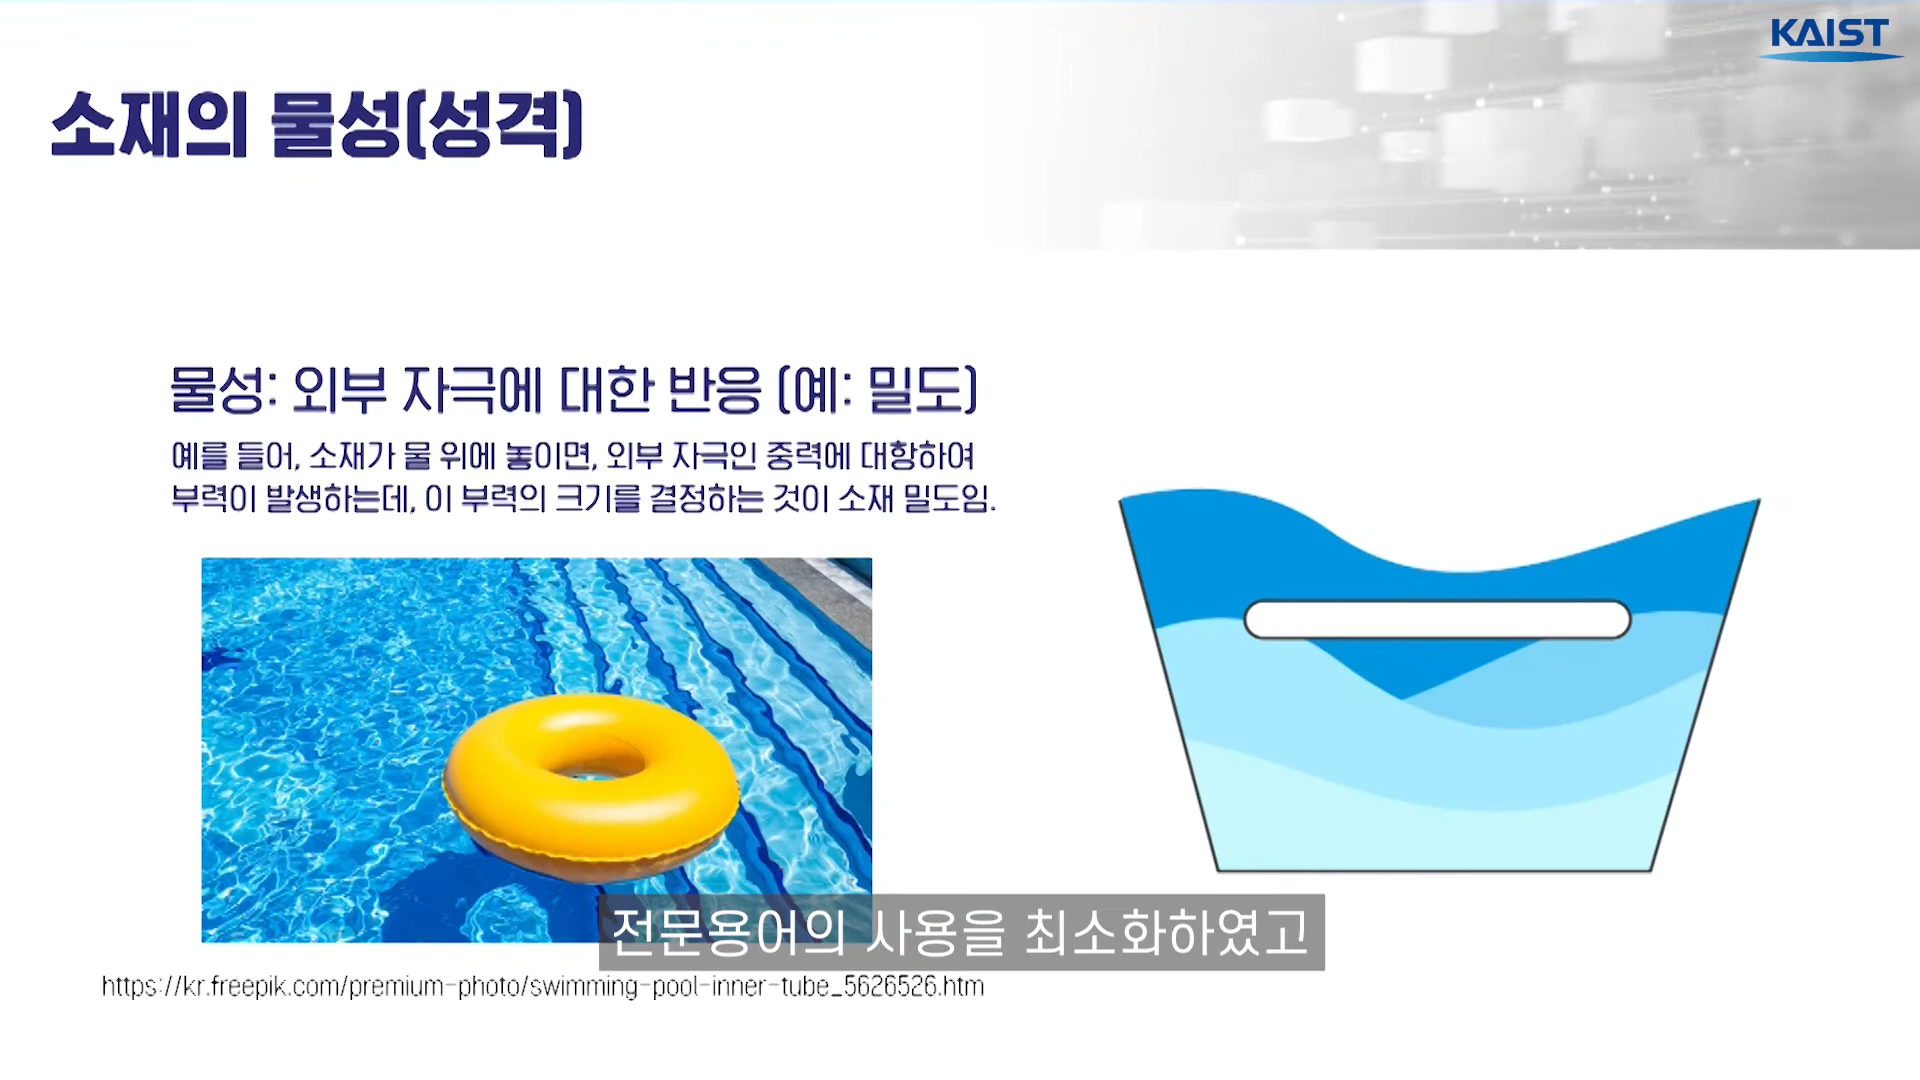 KAIST
소재의 물성(성격)
물성: 외부 자극에 대한 반응 (예: 밀도)
예를 들어, 소재가 물 위에 놓이면, 외부 자극인 중력에 대항하여
부력이 발생하는데, 이 부력의 크기를 결정하는 것이 소재 밀도임.
전문용어의 사용을 최소화하였고
https://kr.freepik.com/premium-photo/swimming-pool-inner-tube_5626526.htm